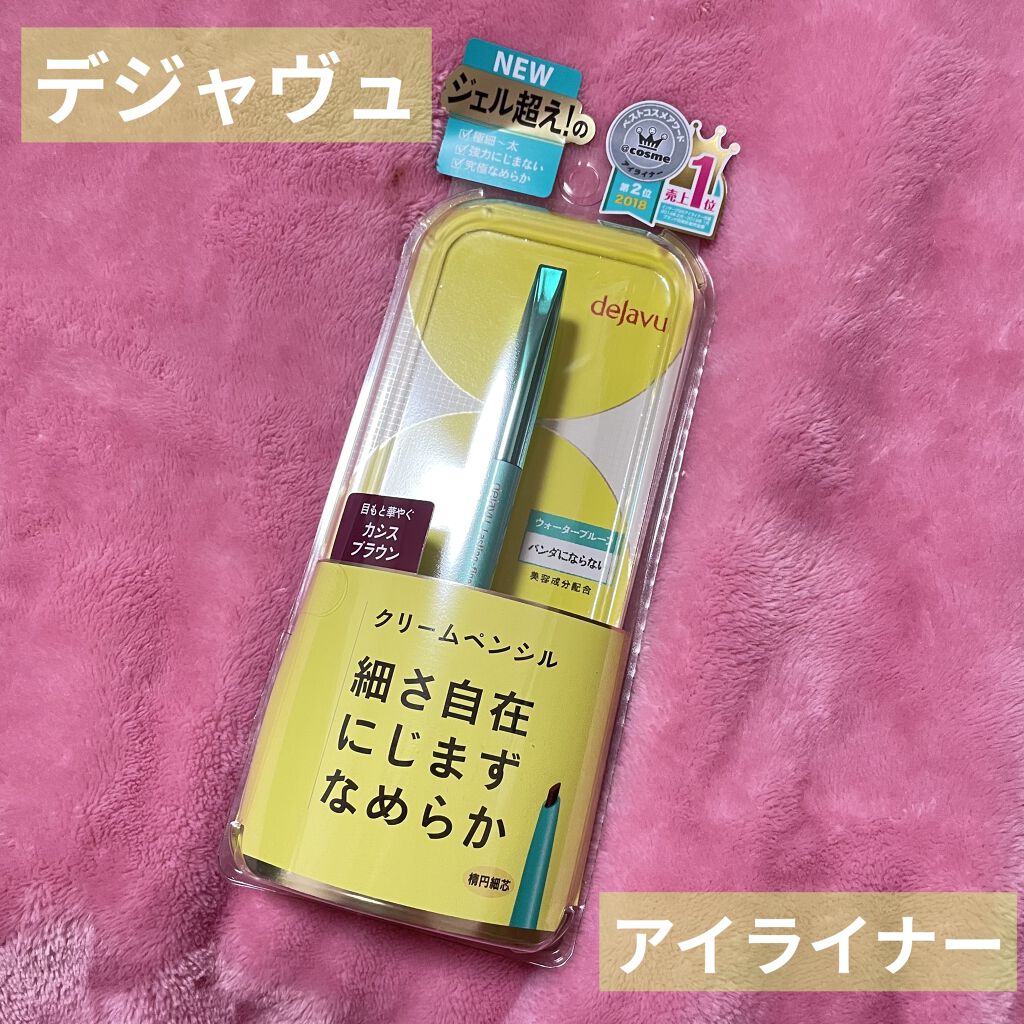 デジャヴュ
NEW
ジェル超え!の
極細~太
強力にじまない
究極なめらか
ベストコスメアワード
@cosme
アイライナー
第2位
2018
売上1位
dejavu
dejavu
目もと華やぐ
カシス
ブラウン
ウォータープルーフ
パンダにならない
美容成分配合
クリームペンシル
細さ自在
にじまず
なめらか
楕円細芯
アイライナー